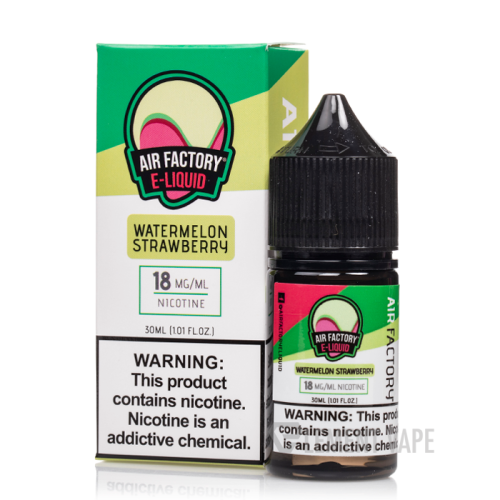 AIR FACTORY™
E-LIQUID
WATERMELON
STRAWBERRY
18 MG/ML
NICOTINE
30ML (1.01 FL.OZ.)
WARNING:
This product
contains nicotine.
Nicotine is an
addictive chemical.
AIR FACTORY
AIR FACTORY
E-LIQUID
WATERMELON STRAWBERRY
18 MG/ML NICOTINE
30ML (1.01 FL.OZ.)
WARNING:
This product
contains nicotine.
Nicotine is an
addictive chemical.
AIR FACTORY